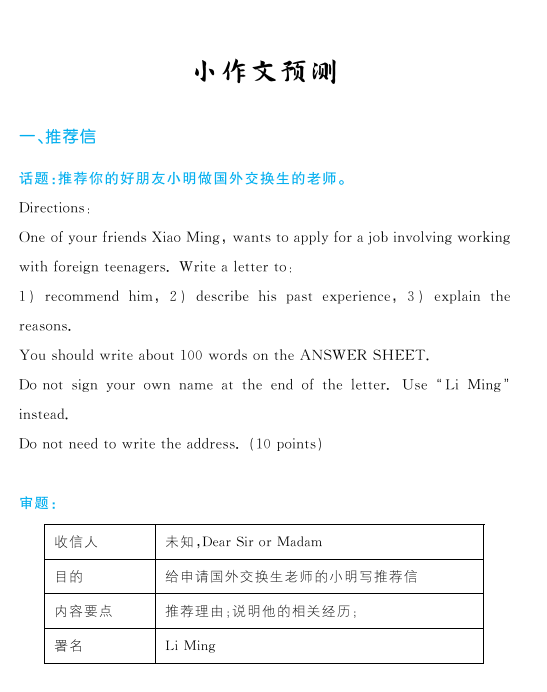 小作文预测
一、推荐信
话题:推荐你的好朋友小明做国外交换生的老师。
Directions:
One of your friends Xiao Ming, wants to apply for a job involving working
with foreign teenagers. Write a letter to:
1) recommend him, 2) describe his past experience, 3) explain the
reasons.
You should write about 100 words on the ANSWER SHEET.
Do not sign your own name at the end of the letter. Use "Li Ming"
instead.
Do not need to write the address. (10 points)
审题:
收信人 未知,Dear Sir or Madam
目的 给申请国外交换生老师的小明写推荐信
内容要点 推荐理由;说明他的相关经历;
署名 Li Ming